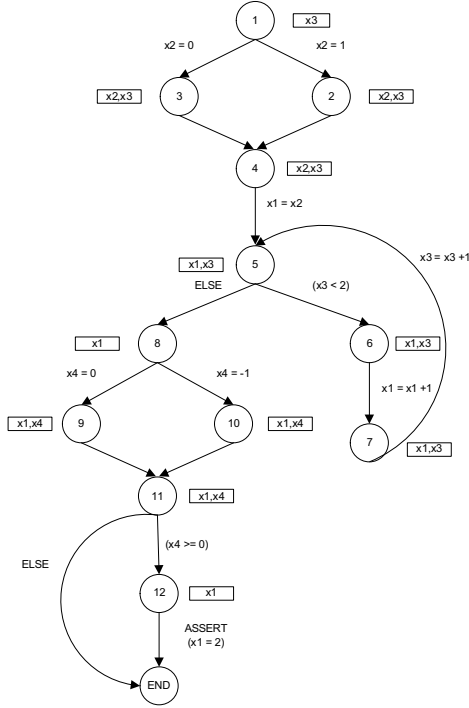 1
x3
x2 = 0
x2 = 1
x2,x3
3
2
x2,x3
4
x2,x3
x1 = x2
x1,x3
5
x3 = x3 +1
ELSE
(x3 < 2)
x1
8
6
x1,x3
x4 = 0
x4 = -1
x1 = x1 +1
x1,x4
9
10
x1,x4
7
x1,x3
11
x1,x4
(x4 >= 0)
ELSE
12
x1
ASSERT
(x1 = 2)
END